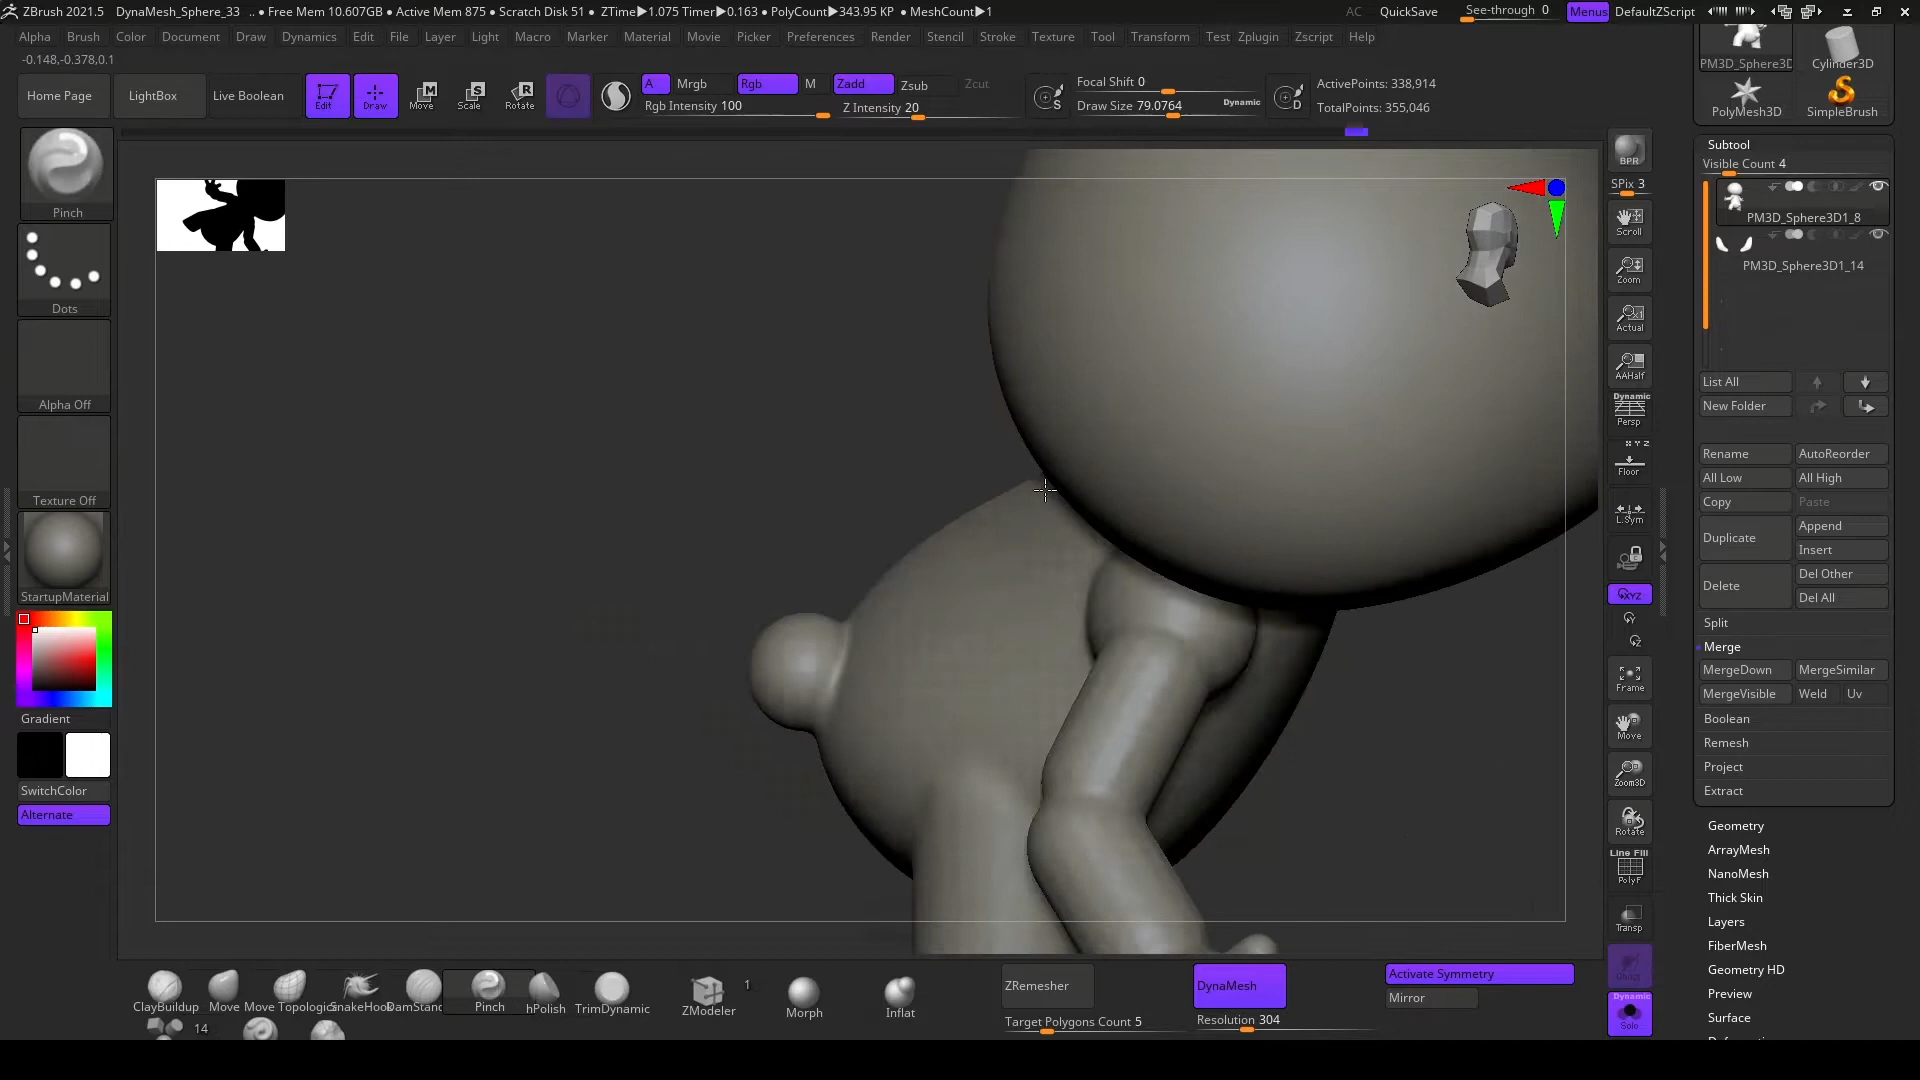 ZBrush 2021.5 DynaMesh_Sphere_33 .. ● Free Mem 10.607GB ● Active Mem 875 ● Scratch Disk 51 ● ZTime▶1.075 Timer▶0.163 ● PolyCount▶343.95 KP ● MeshCount▶1 AC QuickSave See-through 0 Menus DefaultZScript
Alpha Brush Color Document Draw Dynamics Edit File Layer Light Macro Marker Material Movie Picker Preferences Render Stencil Stroke Texture Tool Transform Test Zplugin Zscript Help
-0.148,-0.378,0.1
Home Page LightBox Live Boolean Edit Draw Move Scale Rotate
A Mrgb Rgb M Zadd Zsub Zcut
Rgb Intensity 100 Z Intensity 20
Focal Shift 0
Draw Size 79.0764 Dynamic
ActivePoints: 338,914
TotalPoints: 355,046
PM3D_Sphere3D Cylinder3D
PolyMesh3D SimpleBrush
Pinch
Dots
Alpha Off
Texture Off
StartupMaterial
Gradient
SwitchColor
Alternate
BPR
SPix 3
Scroll
Zoom
Actual
AAHalf
Dynamic
Persp
X Y Z
Floor
L.Sym
XYZ
Y
Z
Frame
Move
Zoom3D
Rotate
Line Fill
PolyF
Transp
Ghost
Dynamic
Solo
Subtool
Visible Count 4
PM3D_Sphere3D1_8
PM3D_Sphere3D1_14
List All
New Folder
Rename AutoReorder
All Low All High
Copy Paste
Duplicate Append
Insert
Delete Del Other
Del All
Split
Merge
MergeDown MergeSimilar
MergeVisible Weld Uv
Boolean
Remesh
Project
Extract
Geometry
ArrayMesh
NanoMesh
Thick Skin
Layers
FiberMesh
Geometry HD
Preview
Surface
ClayBuildup Move Move Topologic SnakeHook DamStand Pinch hPolish TrimDynamic ZModeler 1 Morph Inflat
14
ZRemesher
Target Polygons Count 5
DynaMesh
Resolution 304
Activate Symmetry
Mirror